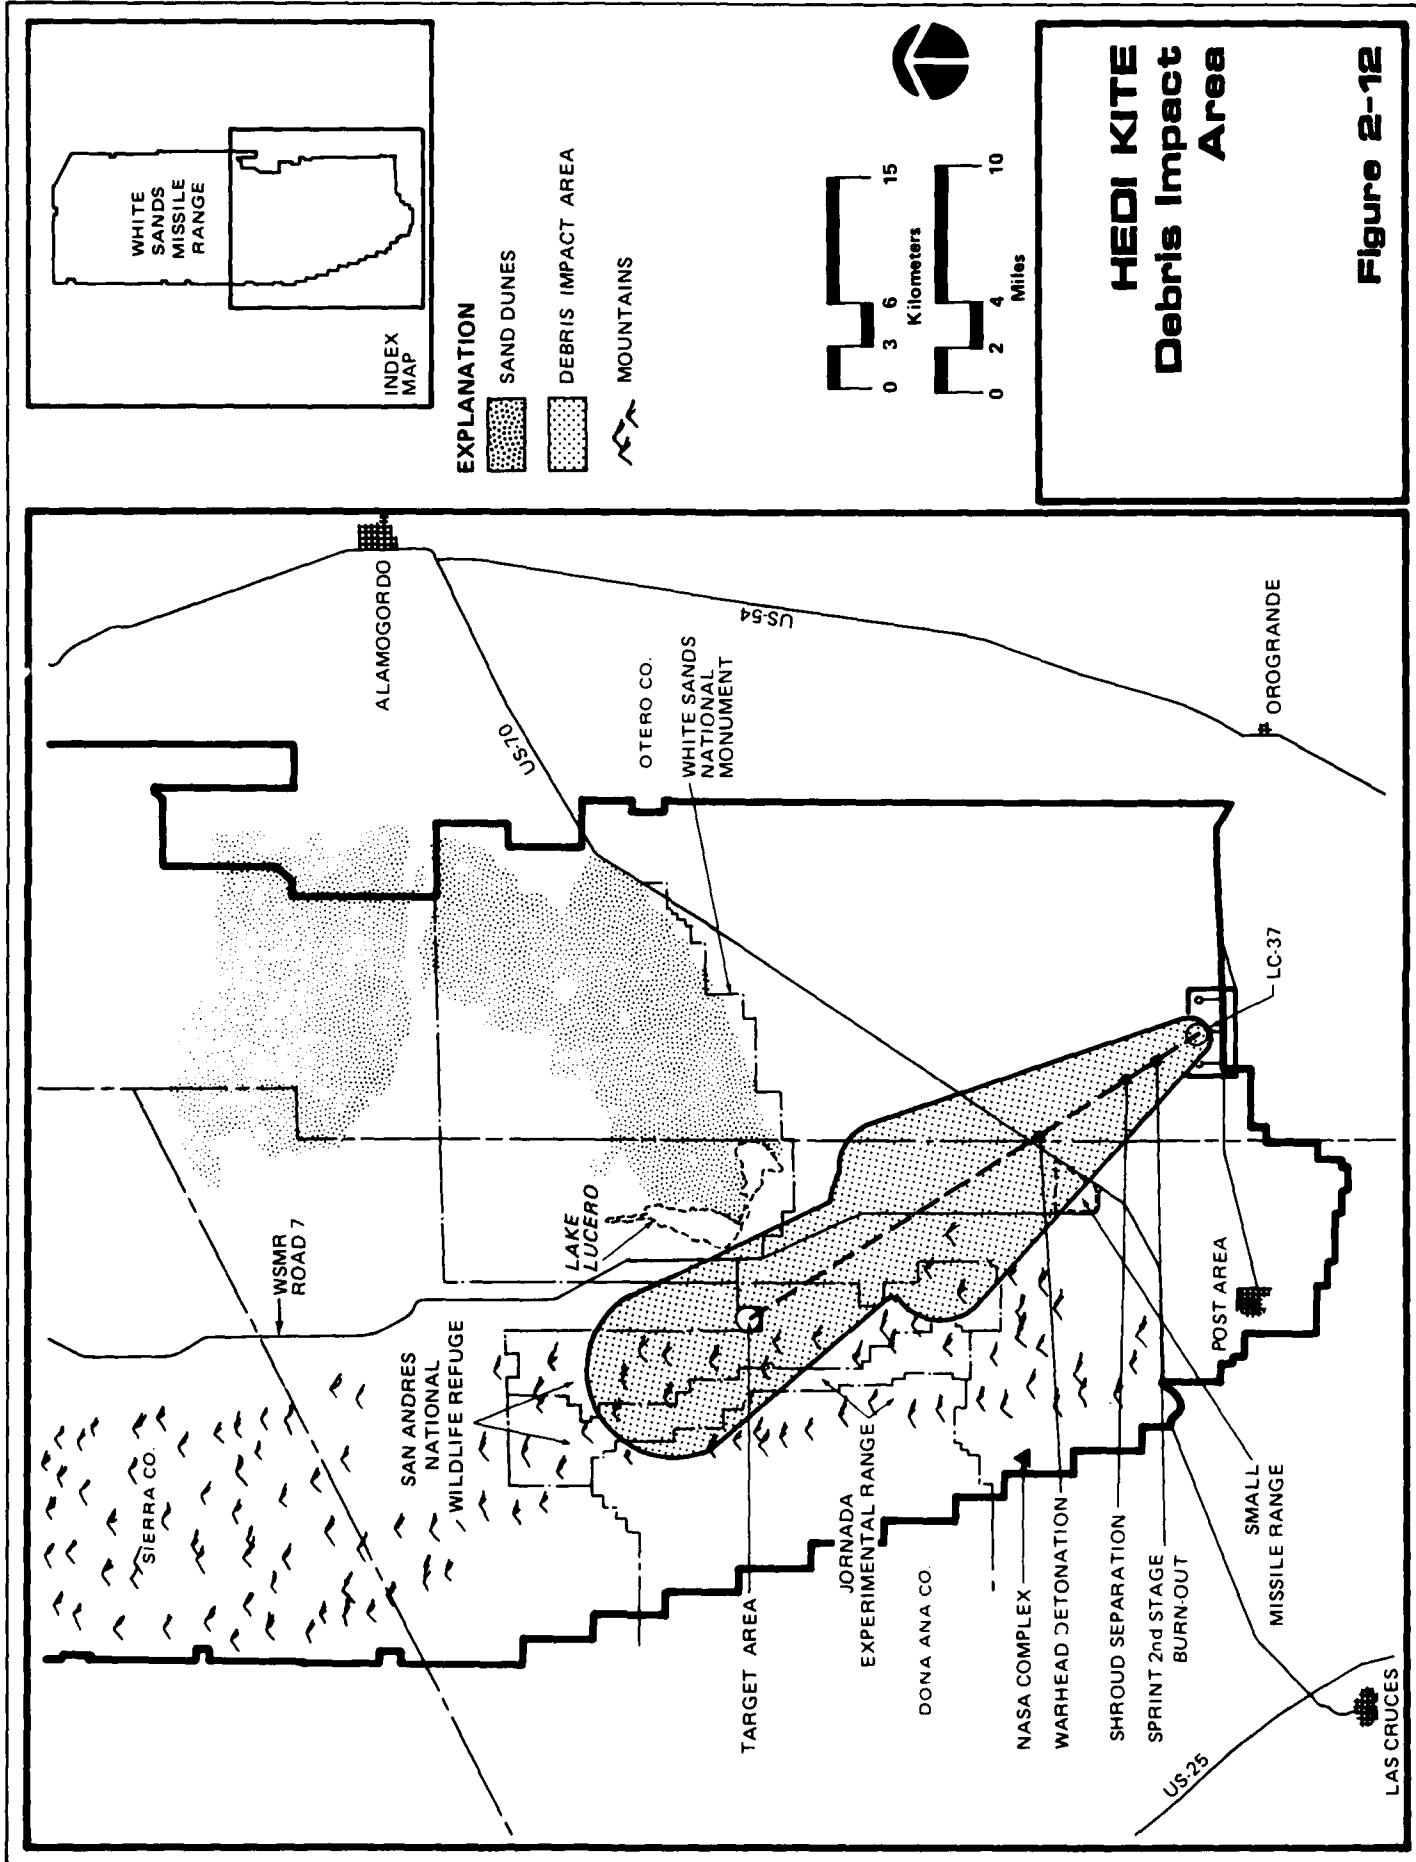 WHITE
SANDS
MISSILE
RANGE
INDEX
MAP
EXPLANATION
SAND DUNES
DEBRIS IMPACT AREA
MOUNTAINS
0 3 6 15
Kilometers
0 2 4 10
Miles
HEDI KITE
Debris Impact
Area
Figure 2-12
ALAMOGORDO
US-70
US-54
OTERO CO.
WHITE SANDS
NATIONAL
MONUMENT
OROGRANDE
LC-37
WSMR
ROAD 7
LAKE
LUCERO
SAN ANDRES
NATIONAL
WILDLIFE REFUGE
SIERRA CO.
POST AREA
TARGET AREA
JORNADA
EXPERIMENTAL RANGE
DONA ANA CO.
NASA COMPLEX
WARHEAD DETONATION
SHROUD SEPARATION
SPRINT 2nd STAGE
BURN-OUT
SMALL
MISSILE RANGE
US-25
LAS CRUCES